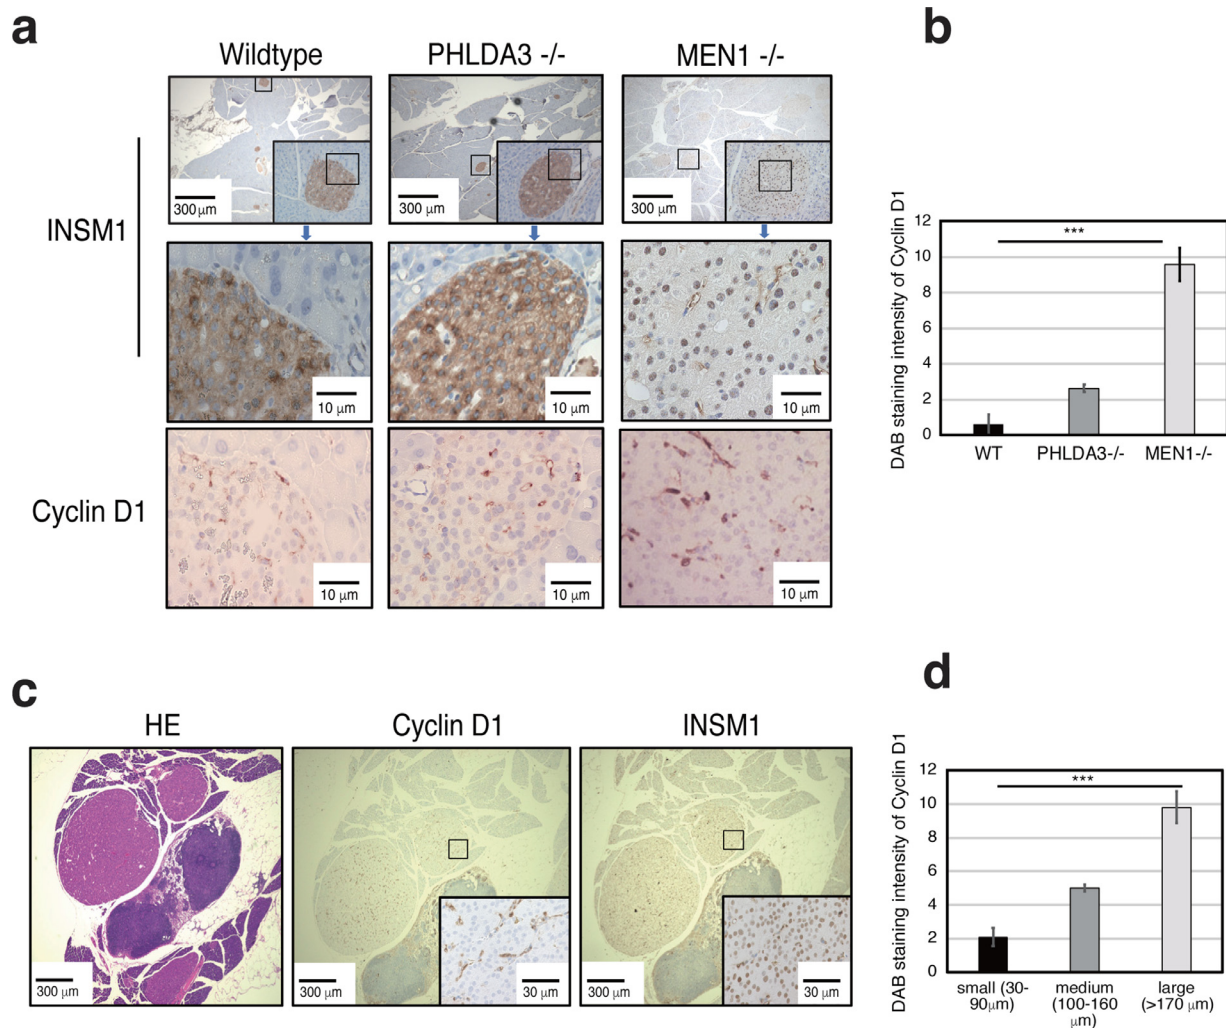 a
Wildtype
PHLDA3 -/-
MEN1 -/-
INSM1
300 μm
300 μm
300 μm
10 μm
10 μm
10 μm
Cyclin D1
10 μm
10 μm
10 μm
b
DAB staining intensity of Cyclin D1
12
10
8
6
4
2
0
***
WT
PHLDA3-/-
MEN1-/-
c
HE
Cyclin D1
INSM1
300 μm
300 μm
30 μm
300 μm
30 μm
d
DAB staining intensity of Cyclin D1
12
10
8
6
4
2
0
***
small (30-
90μm)
medium
(100-160
μm)
large
(>170 μm)